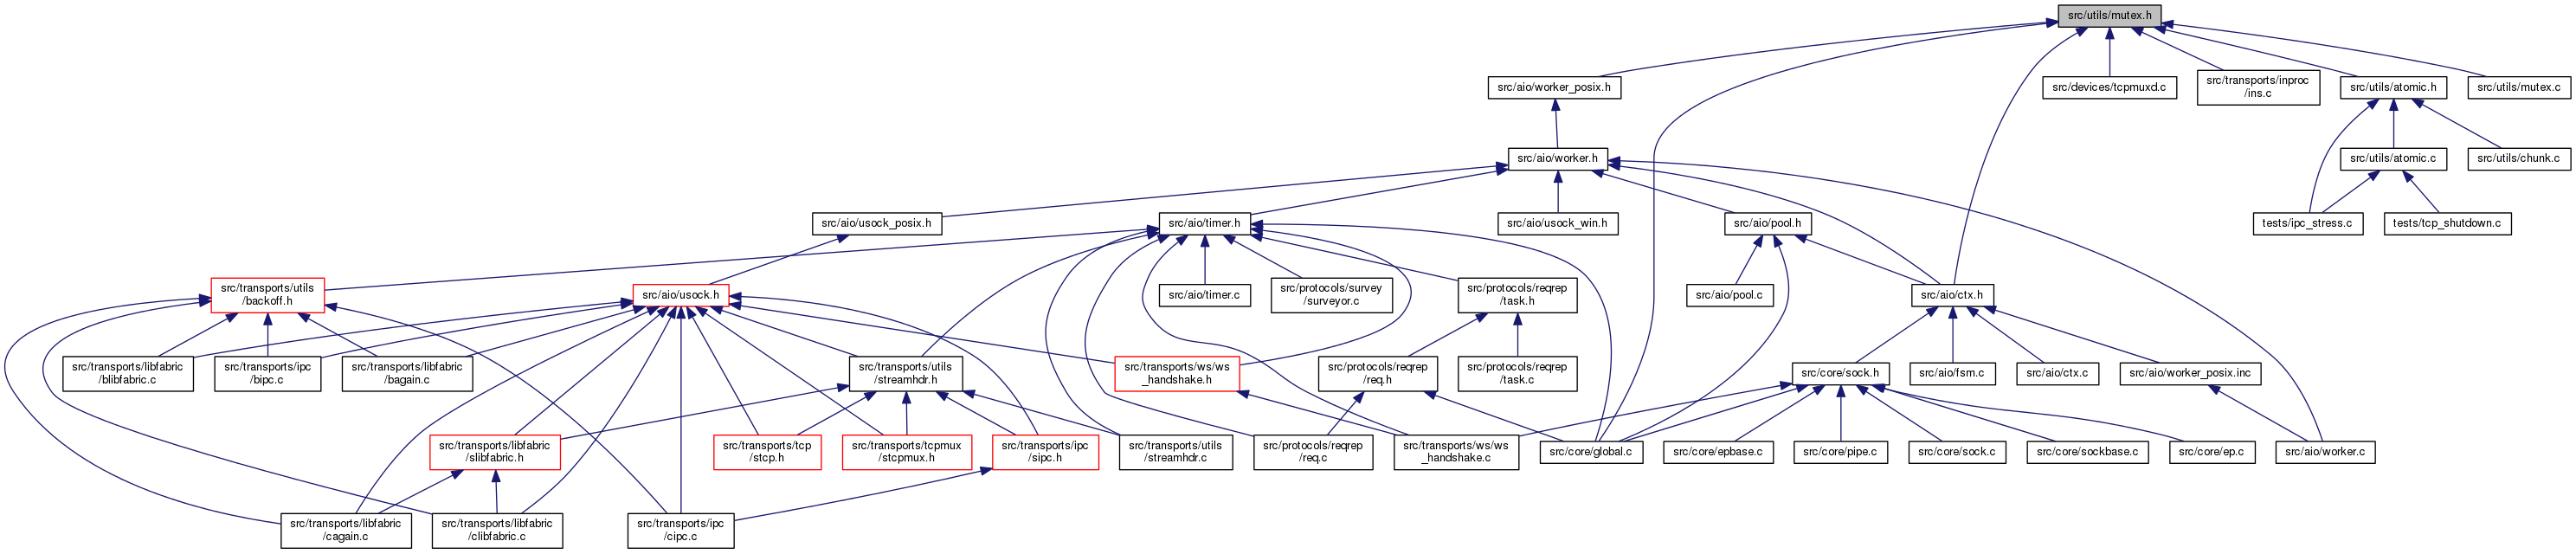 src/utils/mutex.h
src/aio/worker_posix.h
src/devices/tcpmuxd.c
src/transports/inproc
/ins.c
src/utils/atomic.h
src/utils/mutex.c
src/aio/worker.h
src/utils/atomic.c
src/utils/chunk.c
src/aio/usock_posix.h
src/aio/timer.h
src/aio/usock_win.h
src/aio/pool.h
tests/ipc_stress.c
tests/tcp_shutdown.c
src/transports/utils
/backoff.h
src/aio/usock.h
src/aio/timer.c
src/protocols/survey
/surveyor.c
src/protocols/reqrep
/task.h
src/aio/pool.c
src/aio/ctx.h
src/transports/libfabric
/blibfabric.c
src/transports/ipc
/bipc.c
src/transports/libfabric
/bagain.c
src/transports/utils
/streamhdr.h
src/transports/ws/ws
_handshake.h
src/protocols/reqrep
/req.h
src/protocols/reqrep
/task.c
src/core/sock.h
src/aio/fsm.c
src/aio/ctx.c
src/aio/worker_posix.inc
src/transports/libfabric
/slibfabric.h
src/transports/tcp
/stcp.h
src/transports/tcpmux
/stcpmux.h
src/transports/ipc
/sipc.h
src/transports/utils
/streamhdr.c
src/protocols/reqrep
/req.c
src/transports/ws/ws
_handshake.c
src/core/global.c
src/core/epbase.c
src/core/pipe.c
src/core/sock.c
src/core/sockbase.c
src/core/ep.c
src/aio/worker.c
src/transports/libfabric
/cagain.c
src/transports/libfabric
/clibfabric.c
src/transports/ipc
/cipc.c